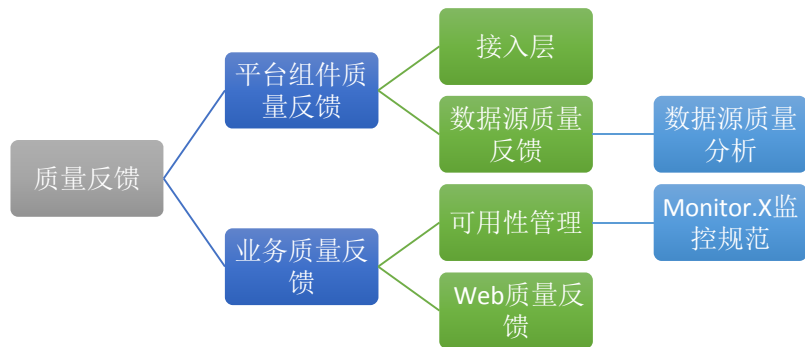 质量反馈
平台组件质
量反馈
接入层
数据源质量
反馈
数据源质量
分析
业务质量反
馈
可用性管理
Monitor.X监
控规范
Web质量反
馈